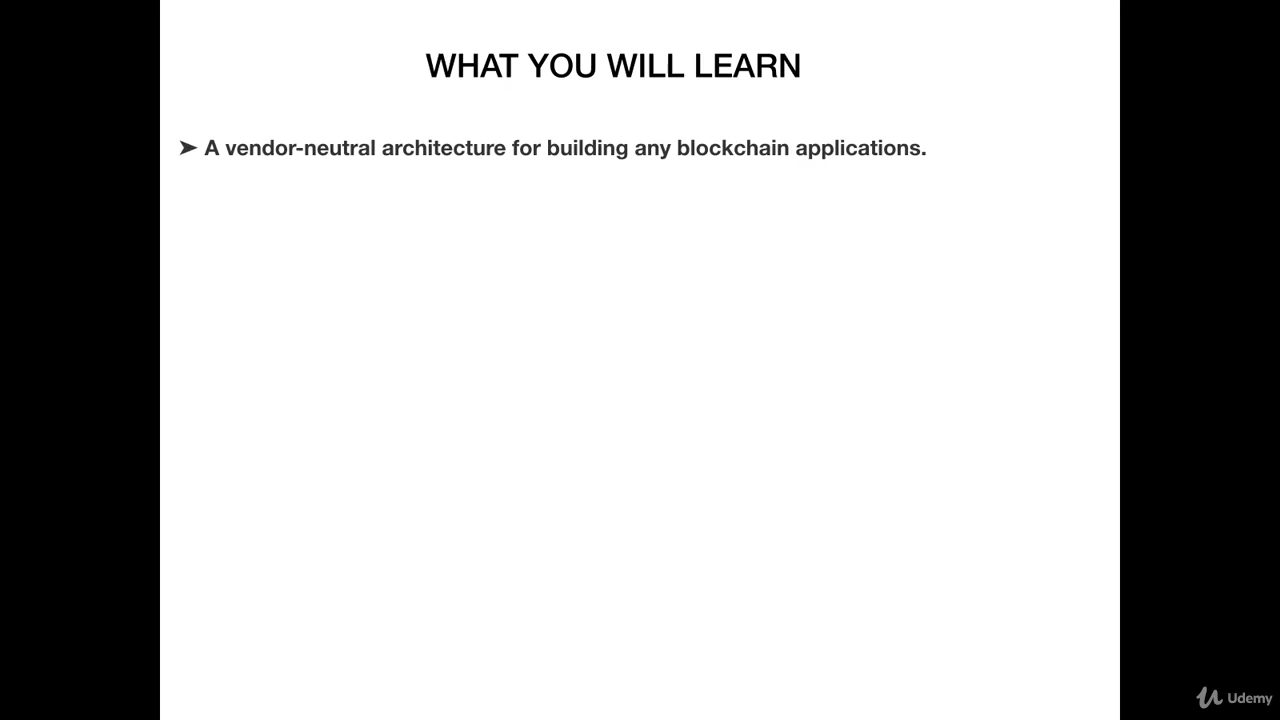 WHAT YOU WILL LEARN
➤ A vendor-neutral architecture for building any blockchain applications.
Udemy